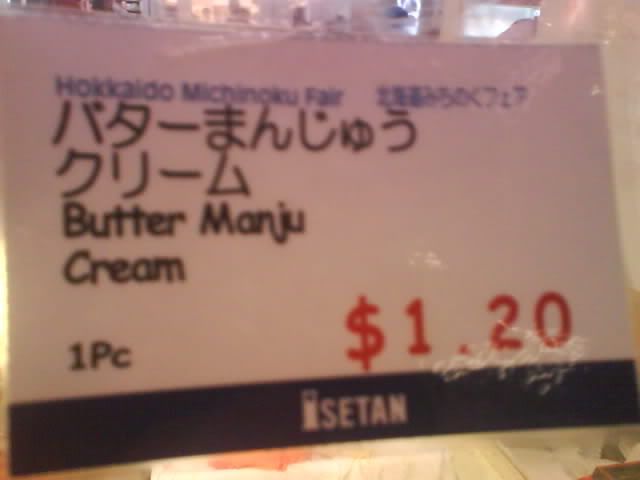 Hokkaido Michinoku Fair 北海道みちのくフェア
バターまんじゅう
クリーム
Butter Manju
Cream
1Pc
$1.20
ISETAN